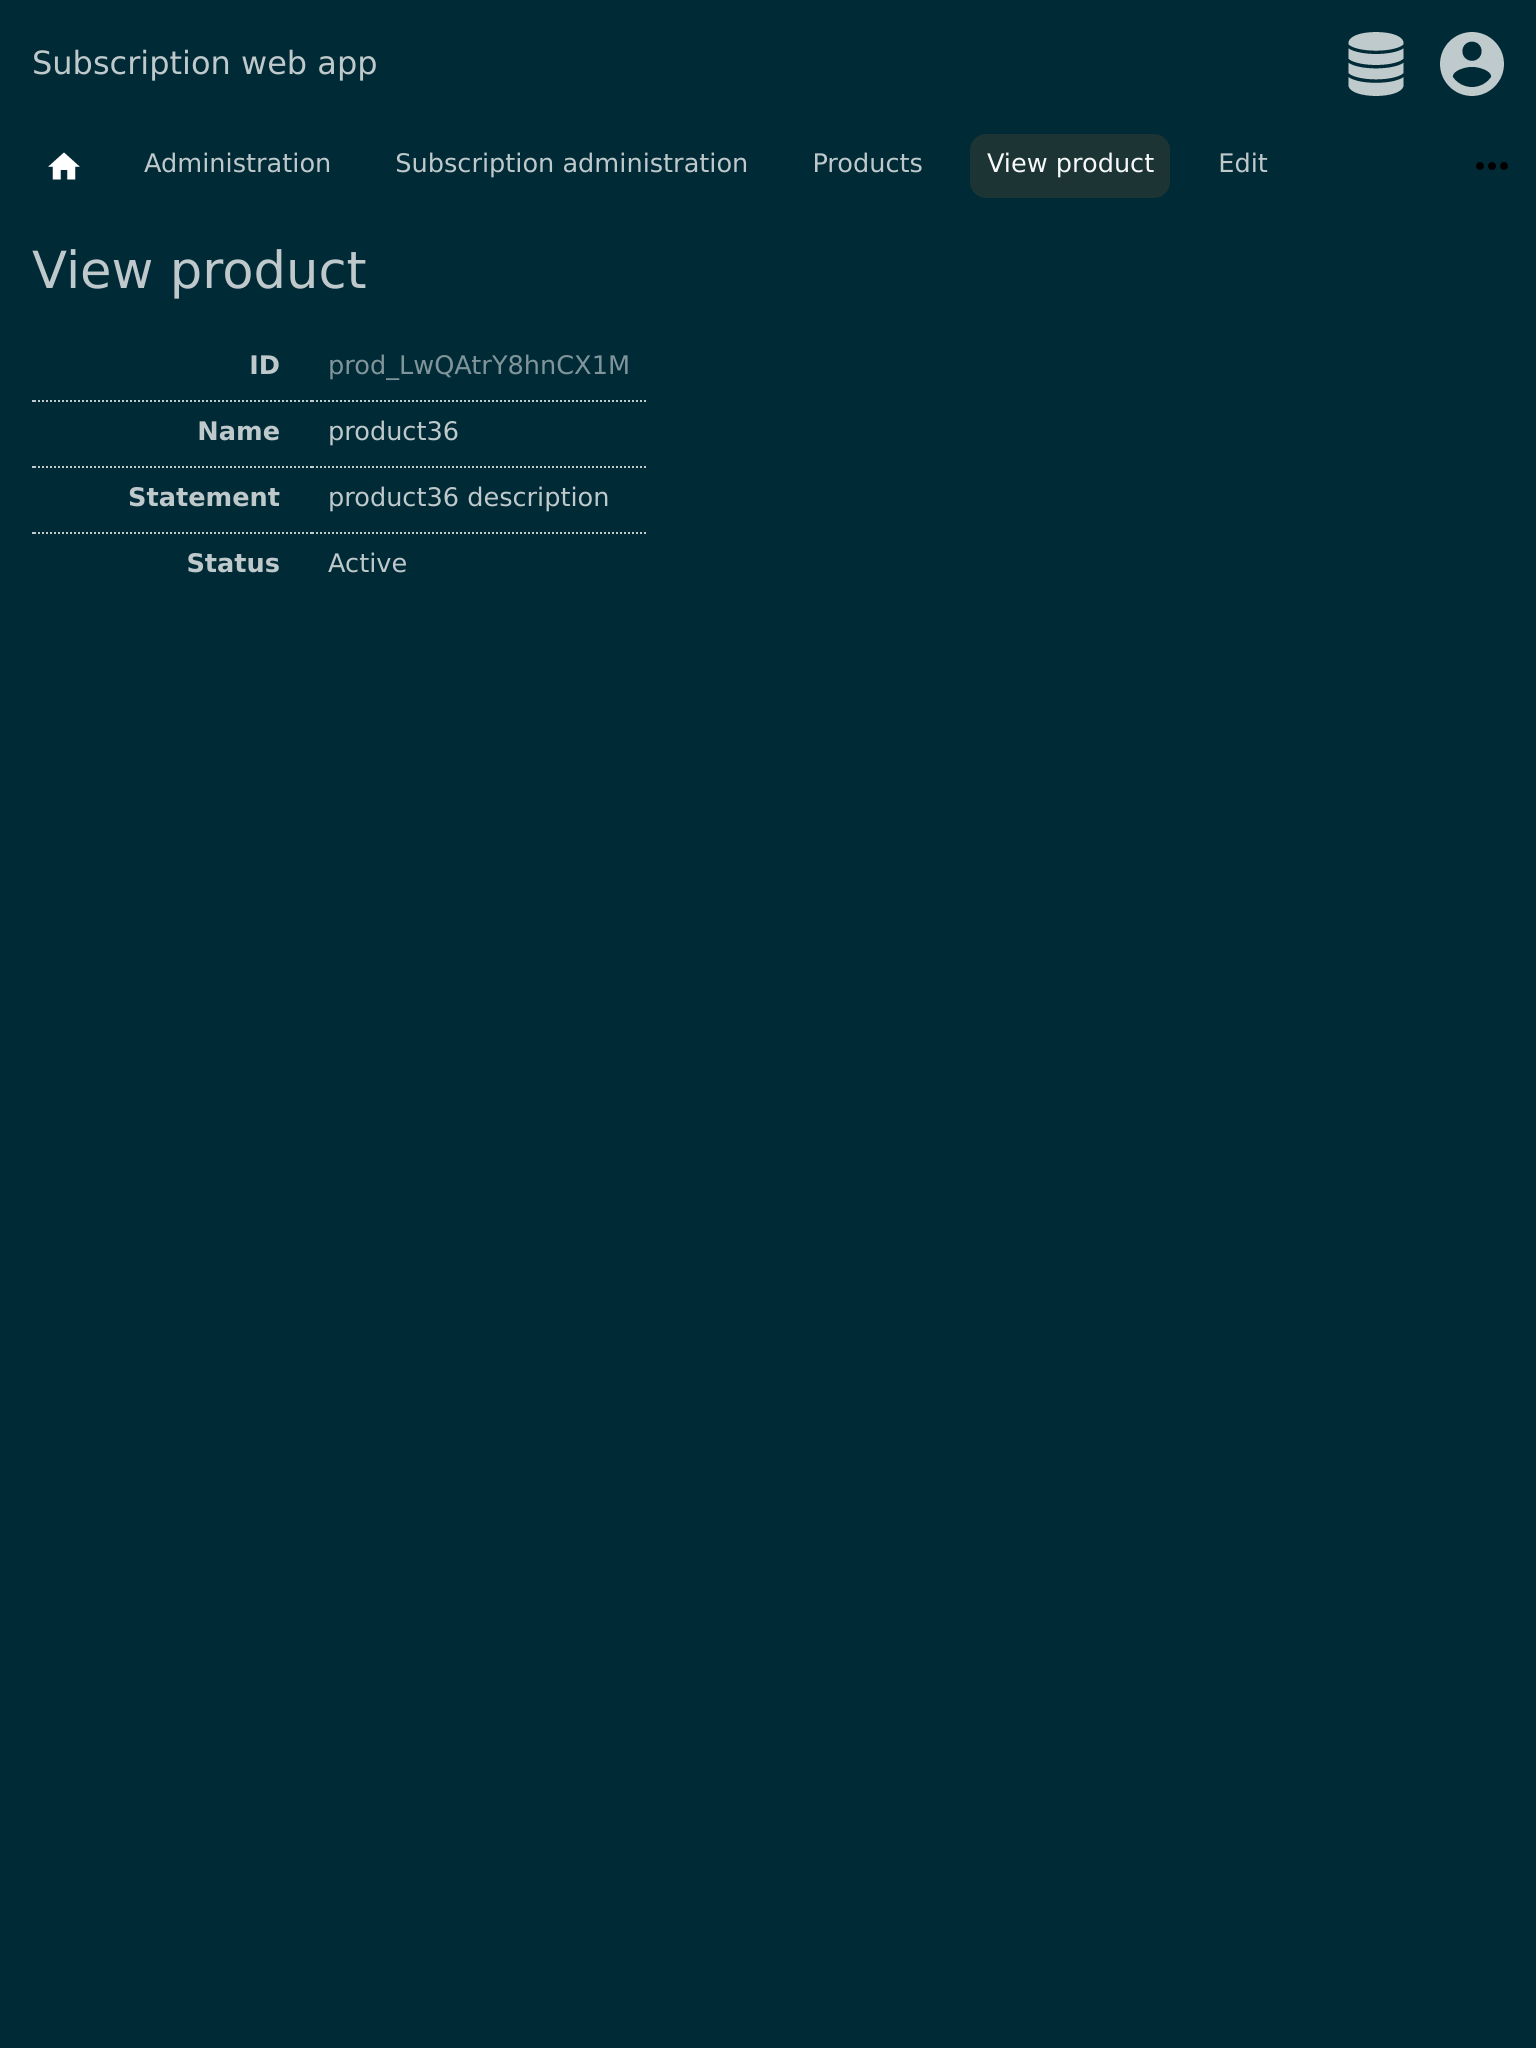 Subscription web app
Administration Subscription administration Products View product Edit
View product
ID prod_LwQAtrY8hnCX1M
Name product36
Statement product36 description
Status Active